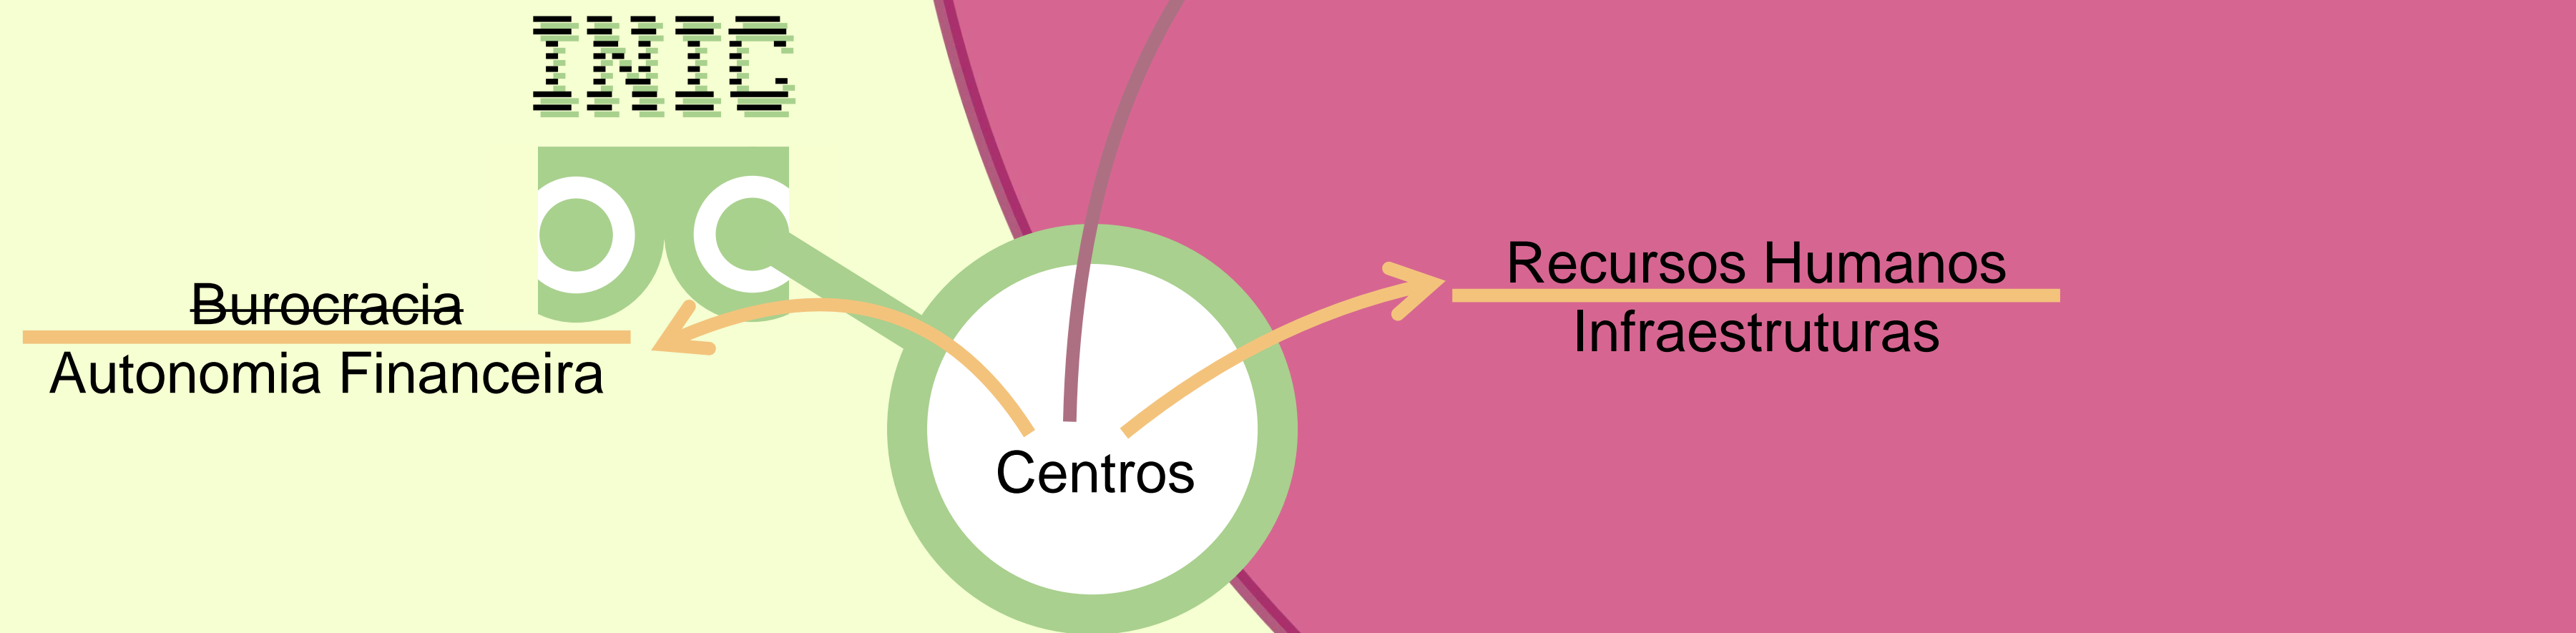 INIC
Burocracia
Autonomia Financeira
Centros
Recursos Humanos
Infraestruturas